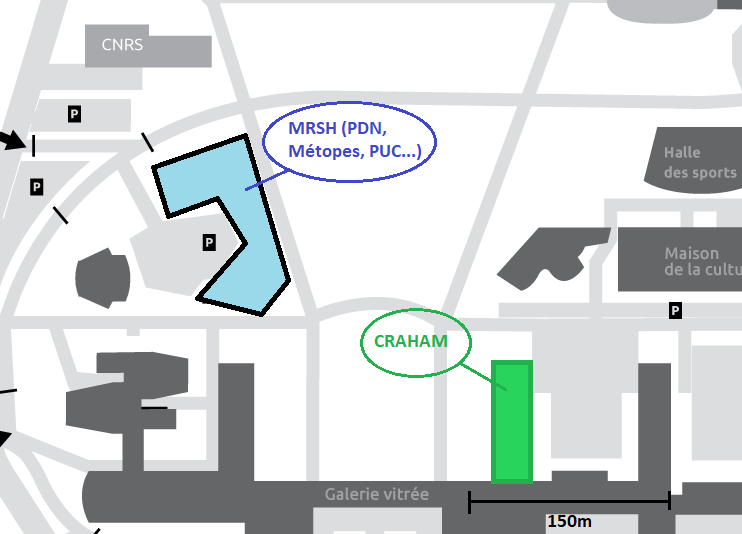 CNRS
P
MRSH (PDN,
Métopes, PUC...)
Halle
des sports
P
P
Maison
de la cultu
P
CRAHAM
Galerie vitrée
150m